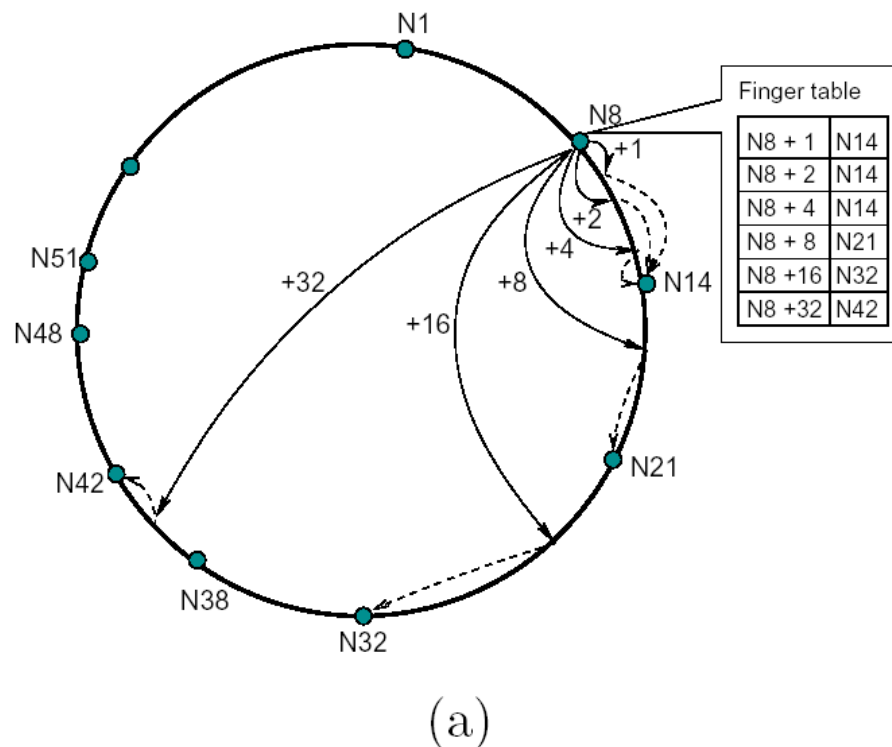 N1
N8
Finger table
N8 + 1 N14
N8 + 2 N14
N8 + 4 N14
N8 + 8 N21
N8 +16 N32
N8 +32 N42
+1
+2
+4
+8
+16
+32
N14
N51
N48
N21
N42
N38
N32
(a)